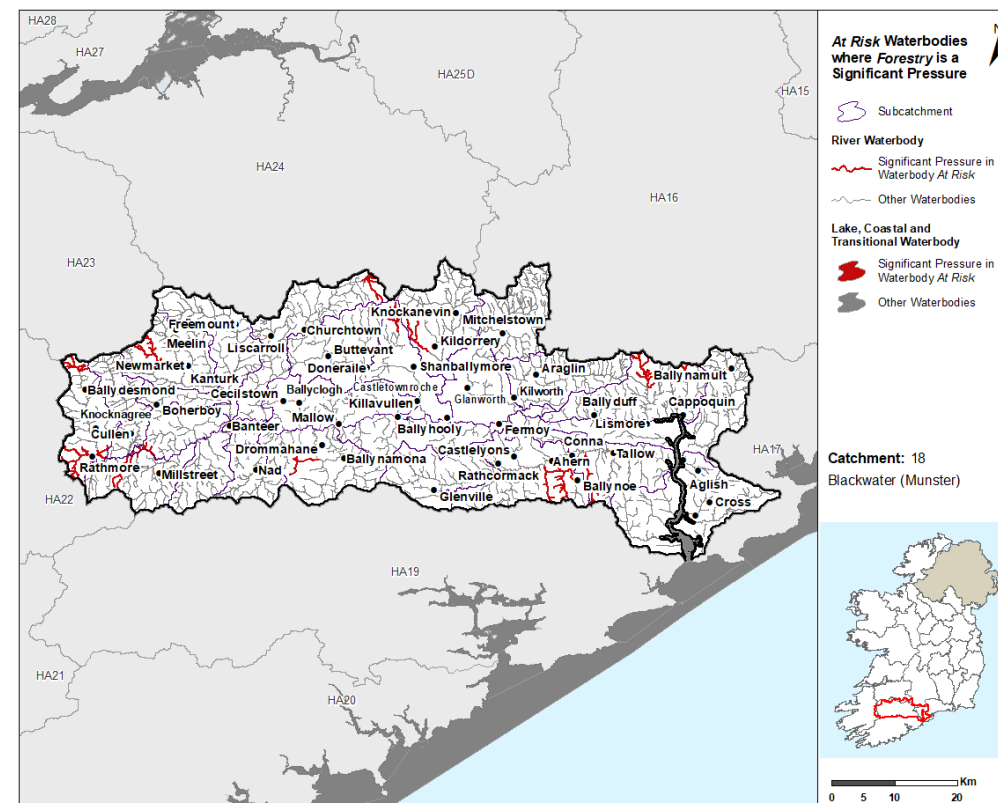 HA28
HA27
HA25D
HA15
HA24
HA16
HA23
Knockanevin
Mitchelstown
Freemount
Churchtown
Meelin
Liscarroll
Kildorrery
Buttevant
Newmarket
Doneraile
Shanballymore
Ballynamult
Kanturk
Araglin
Ballydesmond
Ballyclogh
Castletownroche
Cecilstown
Glanworth
Kilworth
Knocknagree
Boherboy
Killavullen
Ballyduff
Cappoquin
Mallow
Cullen
Banteer
Ballyhooly
Fermoy
Lismore
Drommahane
Castlelyons
Conna
Tallow
HA17
Rathmore
Millstreet
Nad
Ballynamona
Ahern
Rathcormack
Aglish
HA22
Glenville
Ballynoe
Cross
HA19
HA21
HA20
N
At Risk Waterbodies
where Forestry is a
Significant Pressure
Subcatchment
River Waterbody
Significant Pressure in
Waterbody At Risk
Other Waterbodies
Lake, Coastal and
Transitional Waterbody
Significant Pressure in
Waterbody At Risk
Other Waterbodies
Catchment: 18
Blackwater (Munster)
Km
0 5 10 20